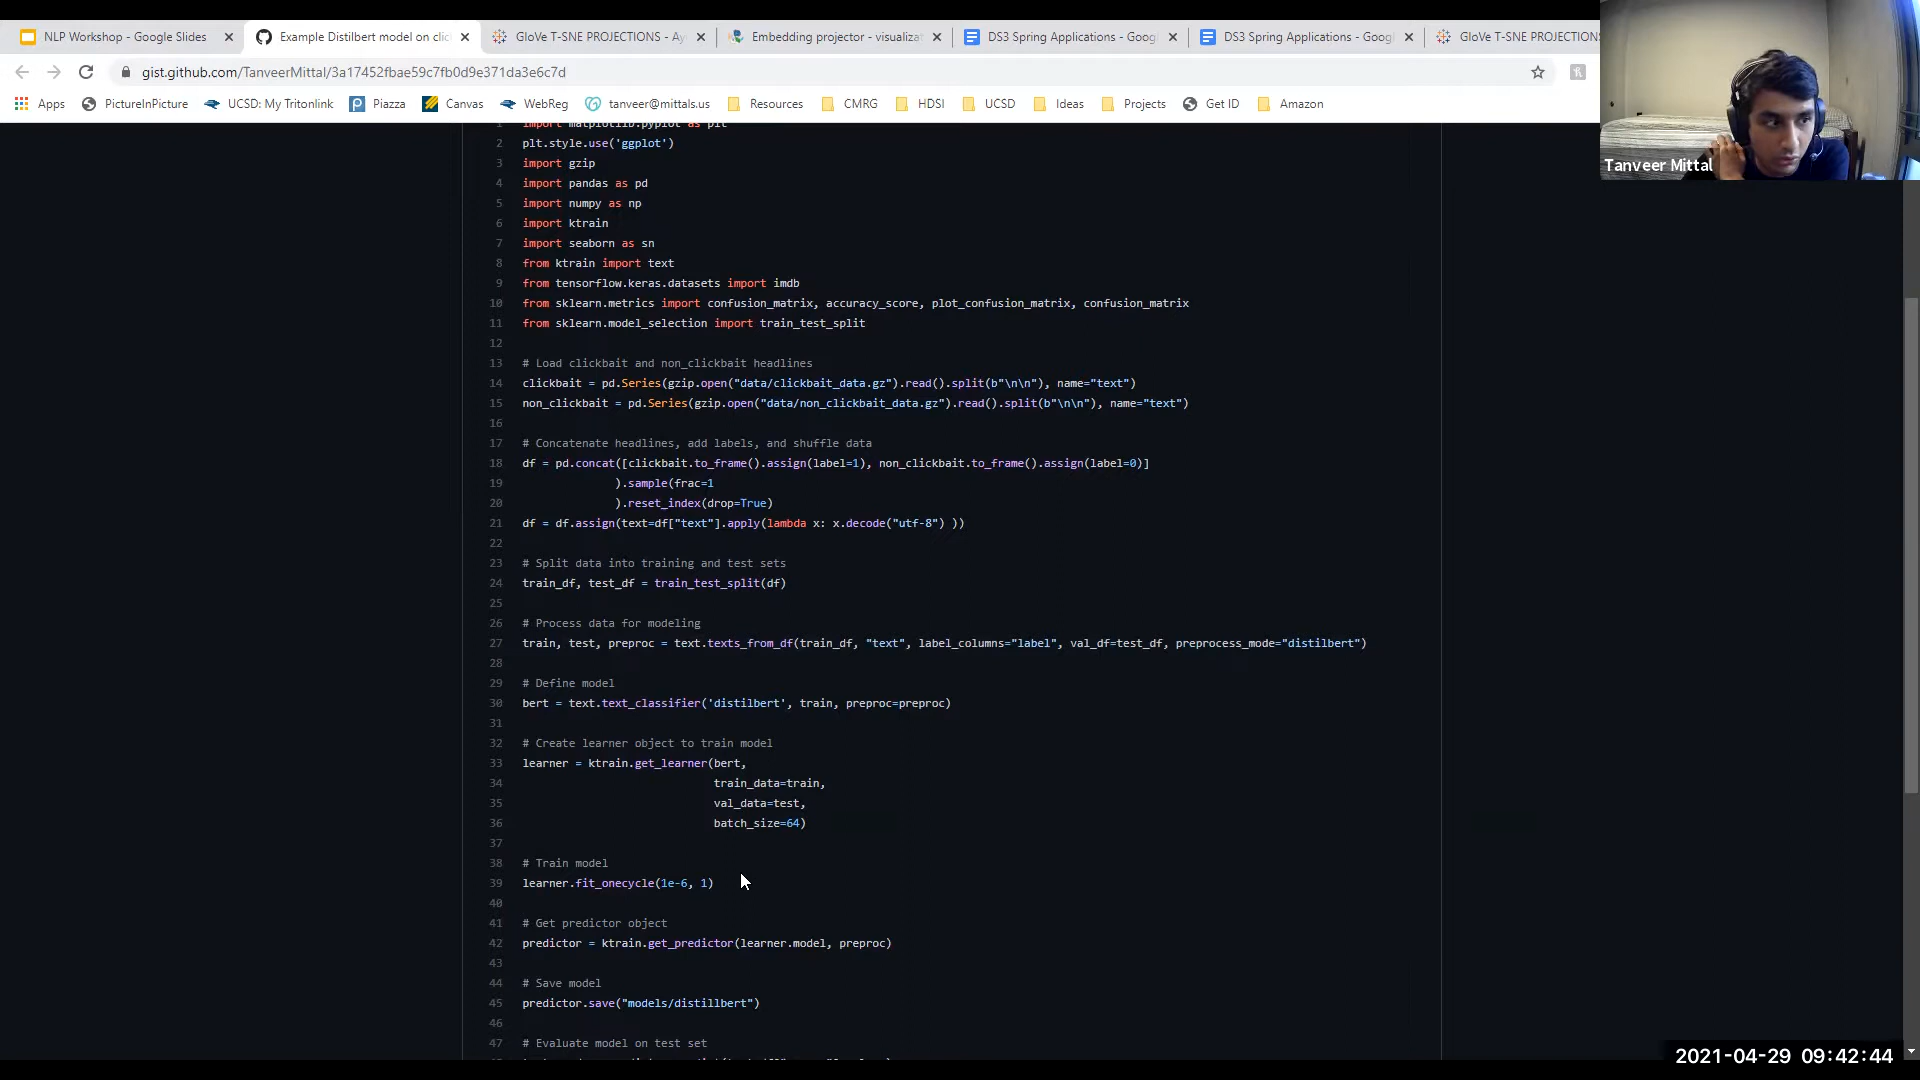 NLP Workshop - Google Slides
Example Distilbert model on clic
GloVe T-SNE PROJECTIONS - Ay
Embedding projector - visualizat
DS3 Spring Applications - Googl
DS3 Spring Applications - Googl
GloVe T-SNE PROJECTIONS
gist.github.com/TanveerMittal/3a17452fbae59c7fb0d9e371da3e6c7d
Apps PictureInPicture UCSD: My Tritonlink Piazza Canvas WebReg tanveer@mittals.us Resources CMRG HDSI UCSD Ideas Projects Get ID Amazon
Tanveer Mittal
1 import matplotlib.pyplot as plt
2 plt.style.use('ggplot')
3 import gzip
4 import pandas as pd
5 import numpy as np
6 import ktrain
7 import seaborn as sn
8 from ktrain import text
9 from tensorflow.keras.datasets import imdb
10 from sklearn.metrics import confusion_matrix, accuracy_score, plot_confusion_matrix, confusion_matrix
11 from sklearn.model_selection import train_test_split
12
13 # Load clickbait and non_clickbait headlines
14 clickbait = pd.Series(gzip.open("data/clickbait_data.gz").read().split(b"\n\n"), name="text")
15 non_clickbait = pd.Series(gzip.open("data/non_clickbait_data.gz").read().split(b"\n\n"), name="text")
16
17 # Concatenate headlines, add labels, and shuffle data
18 df = pd.concat([clickbait.to_frame().assign(label=1), non_clickbait.to_frame().assign(label=0)]
19 ).sample(frac=1
20 ).reset_index(drop=True)
21 df = df.assign(text=df["text"].apply(lambda x: x.decode("utf-8") ))
22
23 # Split data into training and test sets
24 train_df, test_df = train_test_split(df)
25
26 # Process data for modeling
27 train, test, preproc = text.texts_from_df(train_df, "text", label_columns="label", val_df=test_df, preprocess_mode="distilbert")
28
29 # Define model
30 bert = text.text_classifier('distilbert', train, preproc=preproc)
31
32 # Create learner object to train model
33 learner = ktrain.get_learner(bert,
34 train_data=train,
35 val_data=test,
36 batch_size=64)
37
38 # Train model
39 learner.fit_onecycle(1e-6, 1)
40
41 # Get predictor object
42 predictor = ktrain.get_predictor(learner.model, preproc)
43
44 # Save model
45 predictor.save("models/distillbert")
46
47 # Evaluate model on test set
2021-04-29 09:42:44